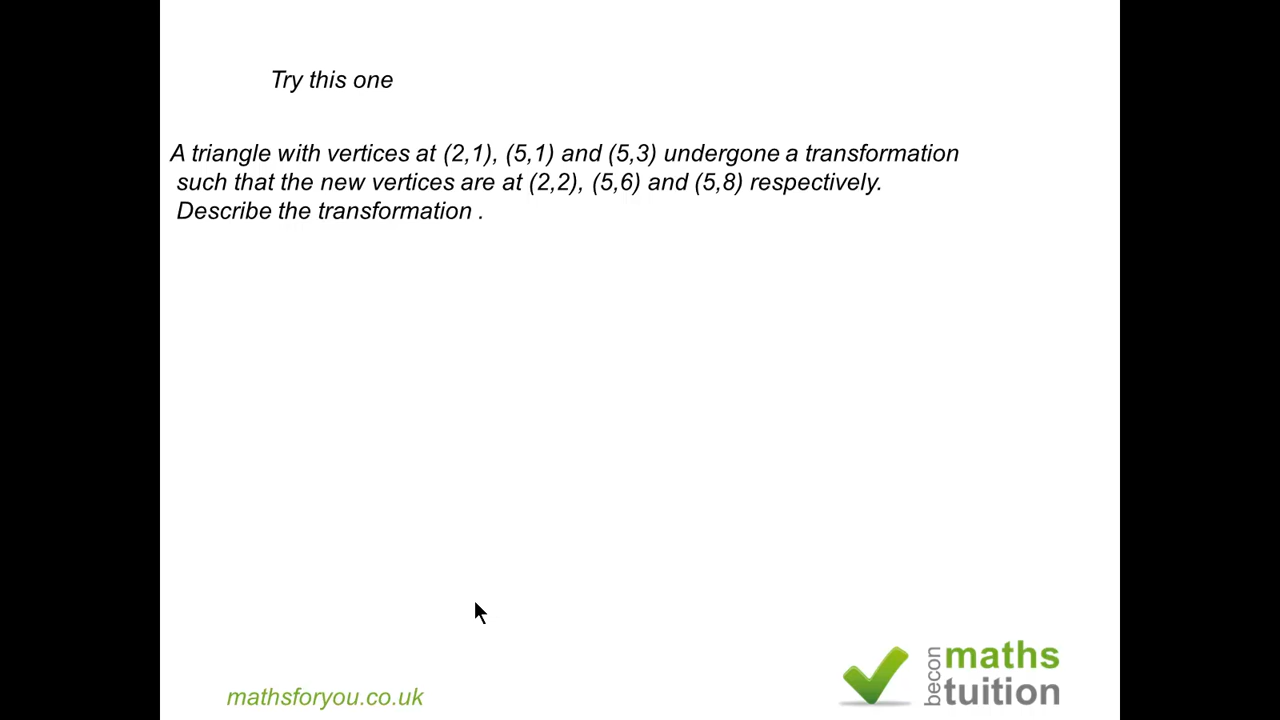 Try this one
A triangle with vertices at (2,1), (5,1) and (5,3) undergone a transformation
such that the new vertices are at (2,2), (5,6) and (5,8) respectively.
Describe the transformation .
mathsforyou.co.uk
becon
maths
tuition